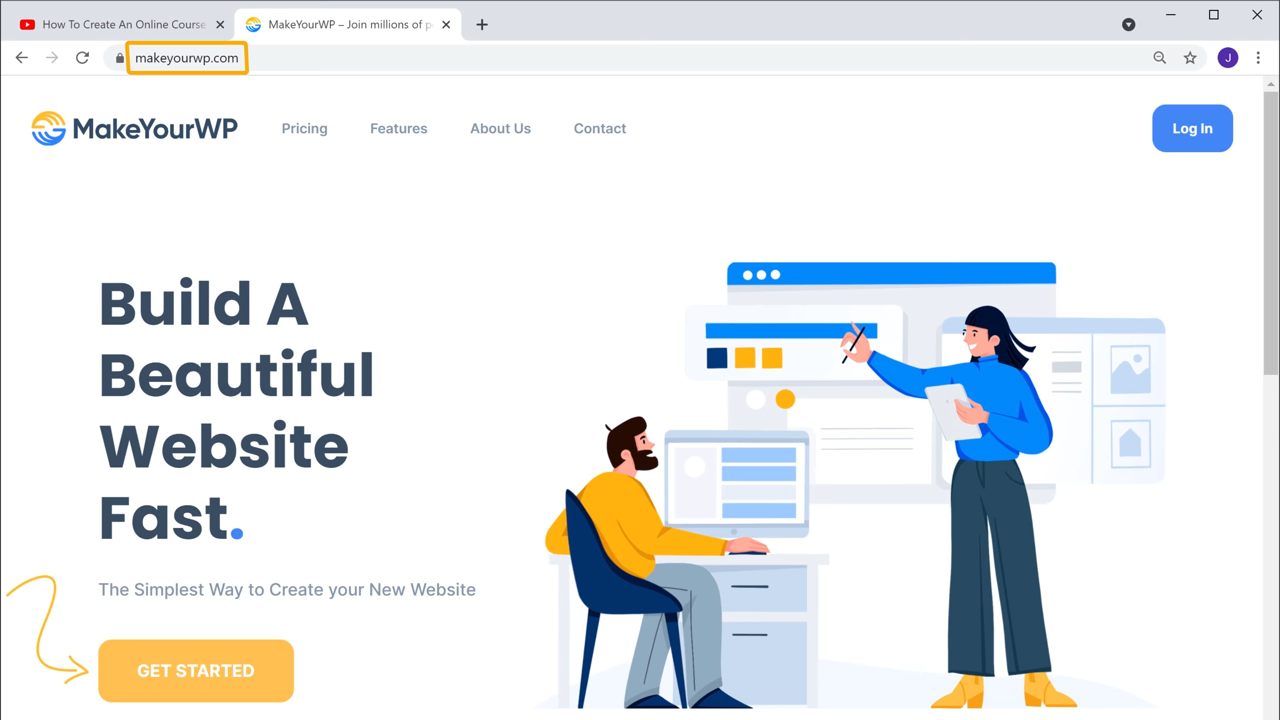 How To Create An Online Course
MakeYourWP – Join millions of p
makeyourwp.com
J
MakeYourWP
Pricing
Features
About Us
Contact
Log In
Build A
Beautiful
Website
Fast.
The Simplest Way to Create your New Website
GET STARTED